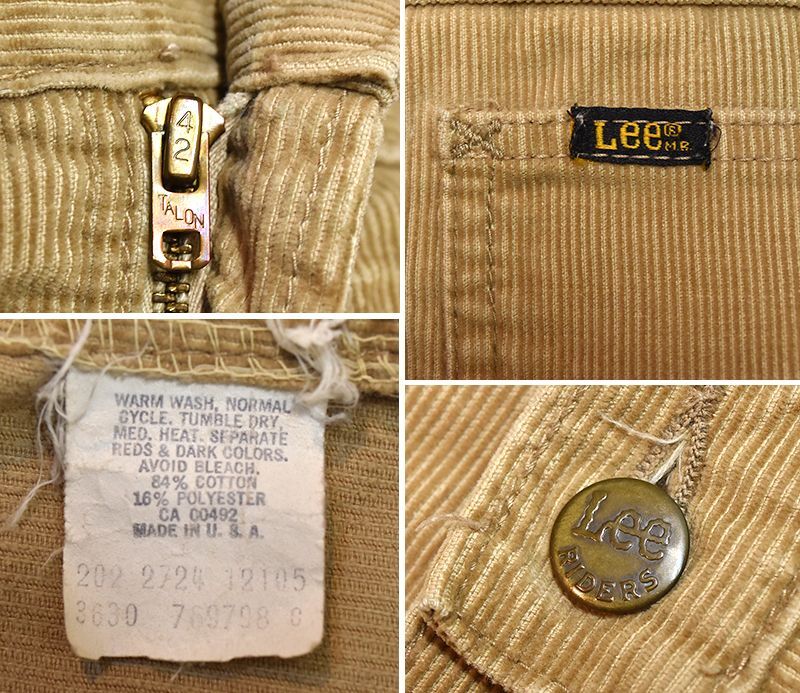 42
TALON
Lee® M.R.
WARM WASH, NORMAL
CYCLE. TUMBLE DRY,
MED. HEAT. SEPARATE
REDS & DARK COLORS.
AVOID BLEACH.
84% COTTON
16% POLYESTER
CA 00492
MADE IN U. S. A.
202 2724 12105
3630 769798 C
Lee
RIDERS